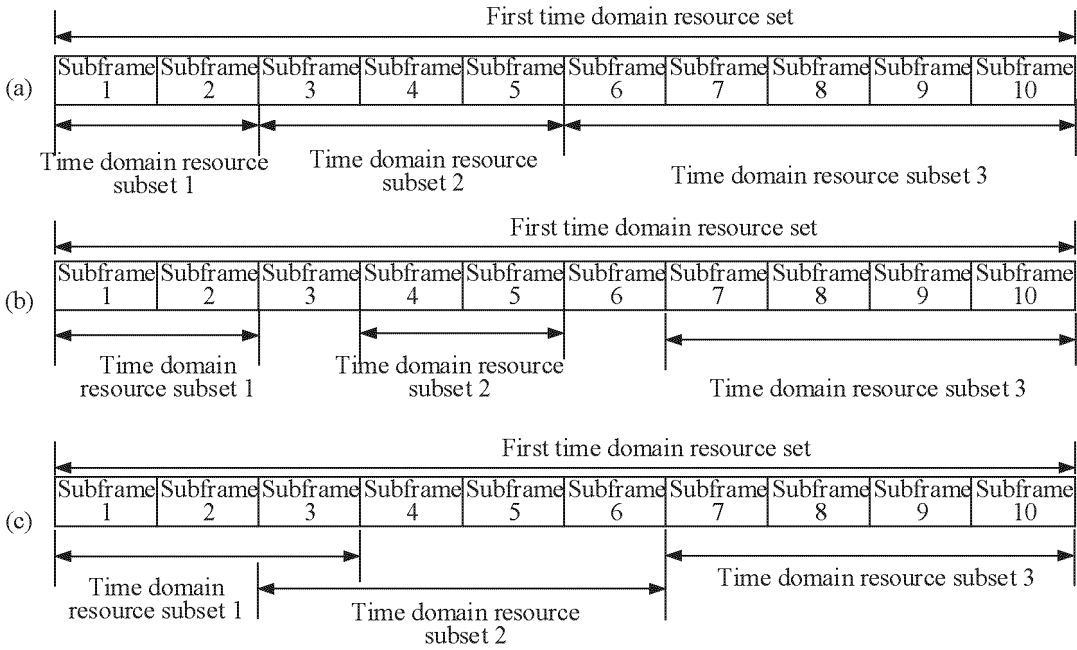 First time domain resource set
(a)
Subframe 1 Subframe 2 Subframe 3 Subframe 4 Subframe 5 Subframe 6 Subframe 7 Subframe 8 Subframe 9 Subframe 10
Time domain resource
subset 1
Time domain resource
subset 2
Time domain resource subset 3
First time domain resource set
(b)
Subframe 1 Subframe 2 Subframe 3 Subframe 4 Subframe 5 Subframe 6 Subframe 7 Subframe 8 Subframe 9 Subframe 10
Time domain
resource subset 1
Time domain resource
subset 2
Time domain resource subset 3
First time domain resource set
(c)
Subframe 1 Subframe 2 Subframe 3 Subframe 4 Subframe 5 Subframe 6 Subframe 7 Subframe 8 Subframe 9 Subframe 10
Time domain
resource subset 1
Time domain resource
subset 2
Time domain resource subset 3